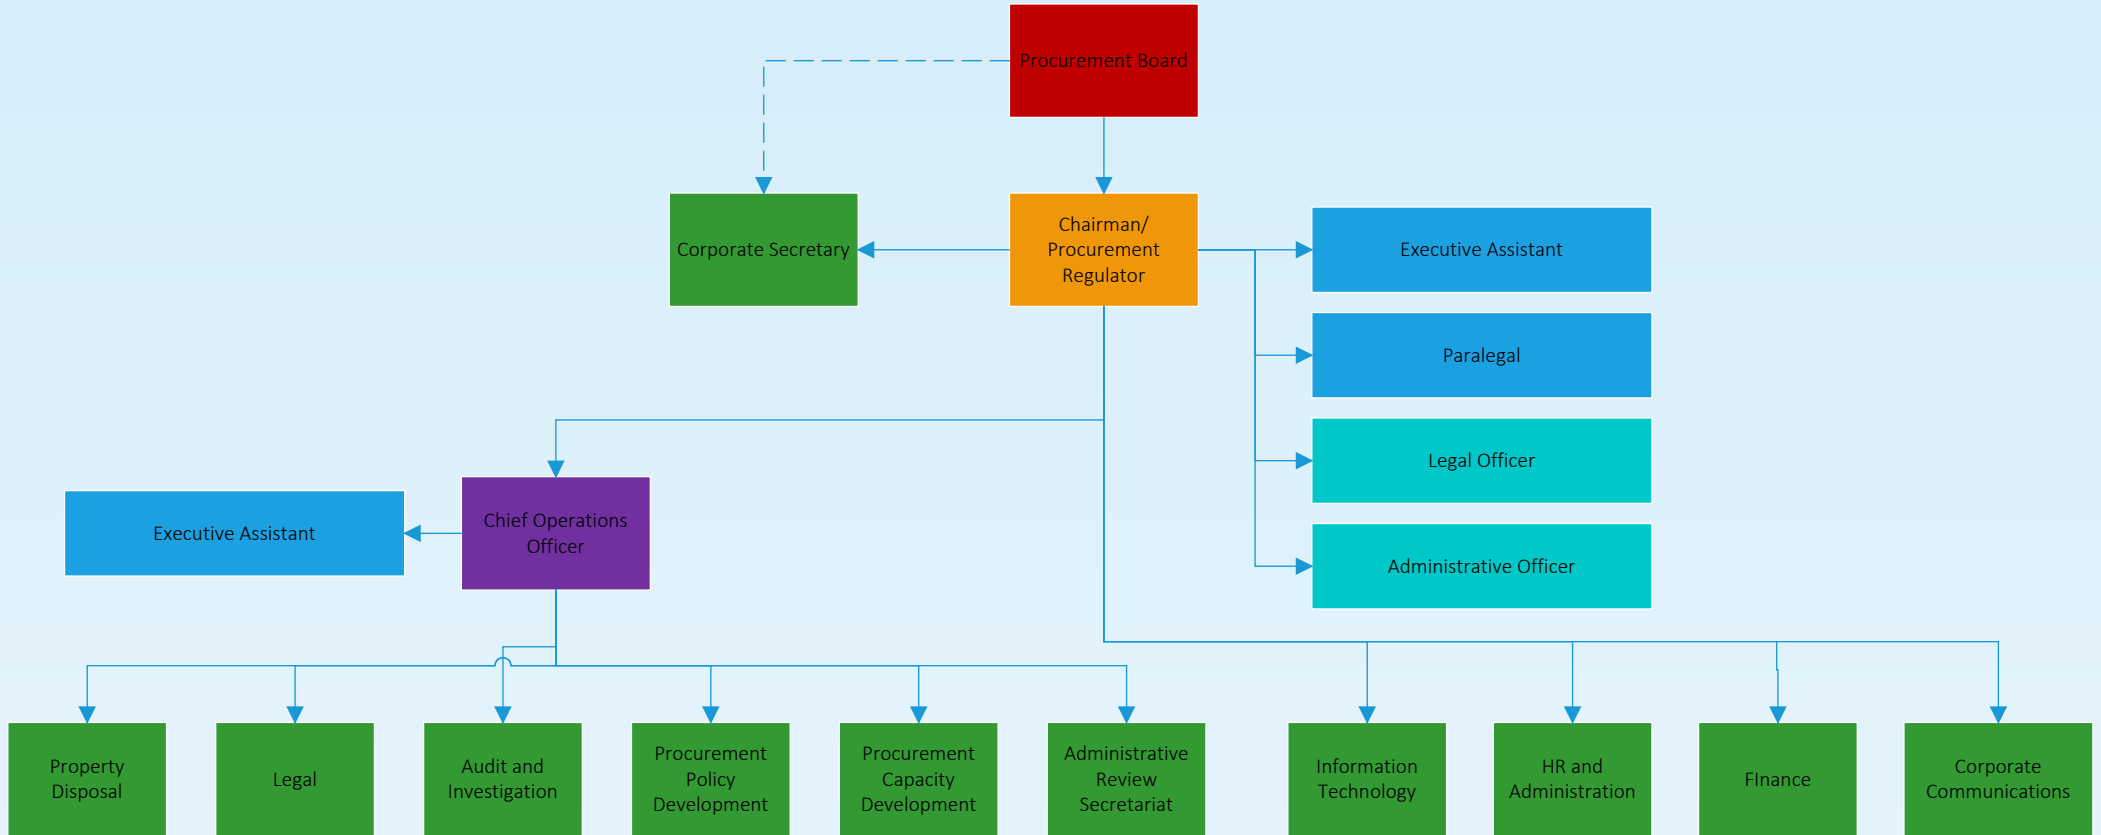 Procurement Board
Corporate Secretary
Chairman/
Procurement
Regulator
Executive Assistant
Paralegal
Legal Officer
Administrative Officer
Executive Assistant
Chief Operations
Officer
Property
Disposal
Legal
Audit and
Investigation
Procurement
Policy
Development
Procurement
Capacity
Development
Administrative
Review
Secretariat
Information
Technology
HR and
Administration
FInance
Corporate
Communications